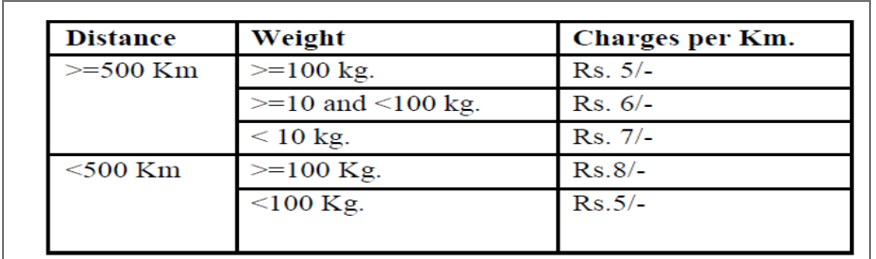 Distance Weight Charges per Km.
>=500 Km >=100 kg. Rs. 5/-
>=10 and <100 kg. Rs. 6/-
< 10 kg. Rs. 7/-
<500 Km >=100 Kg. Rs.8/-
<100 Kg. Rs.5/-